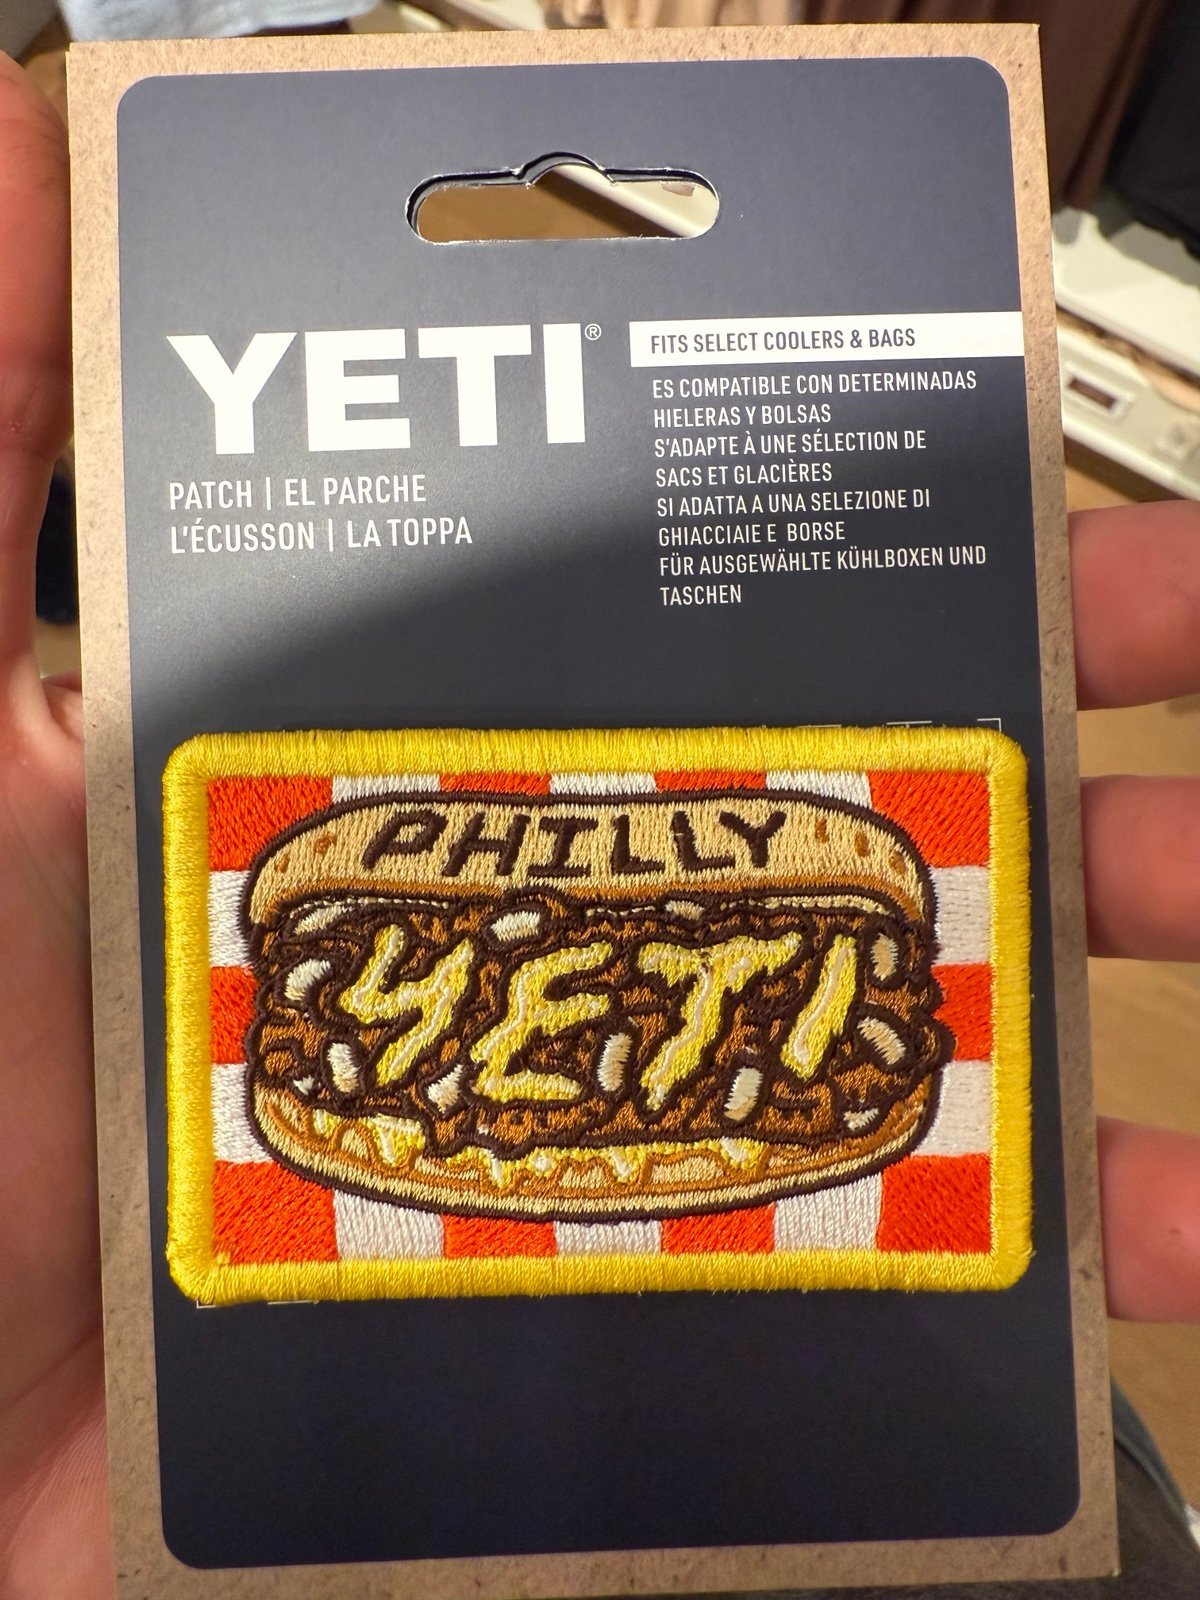 YETI®
PATCH | EL PARCHE
L'ÉCUSSON | LA TOPPA
FITS SELECT COOLERS & BAGS
ES COMPATIBLE CON DETERMINADAS
HIELERAS Y BOLSAS
S'ADAPTE À UNE SÉLECTION DE
SACS ET GLACIÈRES
SI ADATTA A UNA SELEZIONE DI
GHIACCIAIE E BORSE
FÜR AUSGEWÄHLTE KÜHLBOXEN UND
TASCHEN
PHILLY
YETI